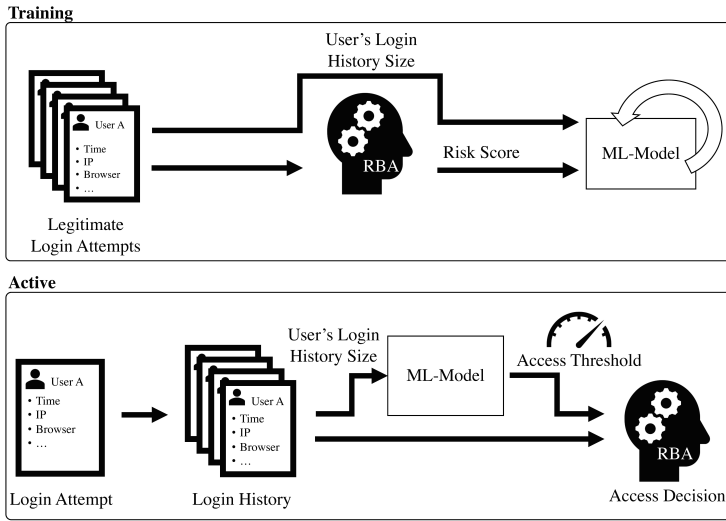 Training
User's Login
History Size
User A
• Time
• IP
• Browser
• ...
RBA
Risk Score
ML-Model
Legitimate
Login Attempts
Active
User's Login
History Size
ML-Model
Access Threshold
User A
• Time
• IP
• Browser
• ...
User A
• Time
• IP
• Browser
• ...
RBA
Login Attempt
Login History
Access Decision